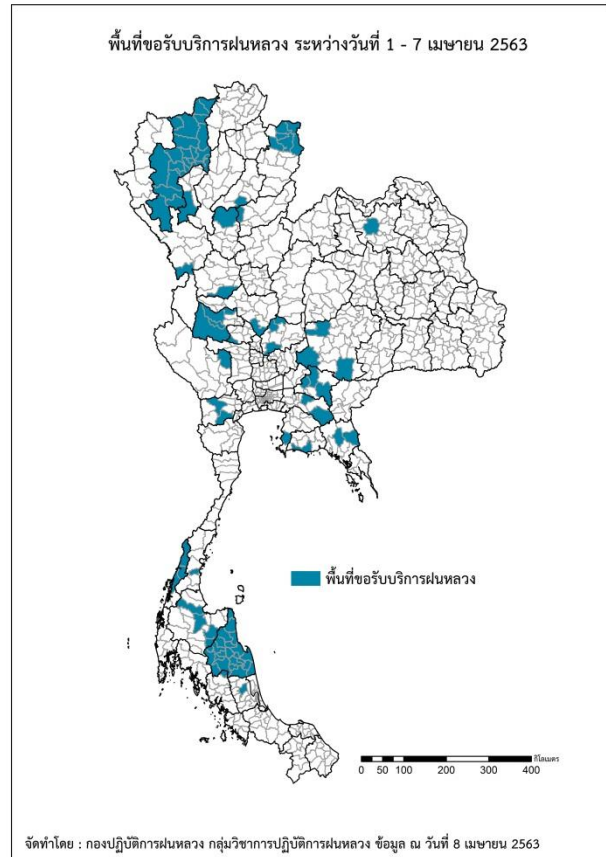 พื้นที่ขอรับบริการฝนหลวง ระหว่างวันที่ 1 - 7 เมษายน 2563
พื้นที่ขอรับบริการฝนหลวง
กิโลเมตร
0 50 100 200 300 400
จัดทำโดย : กองปฏิบัติการฝนหลวง กลุ่มวิชาการปฏิบัติการฝนหลวง ข้อมูล ณ วันที่ 8 เมษายน 2563